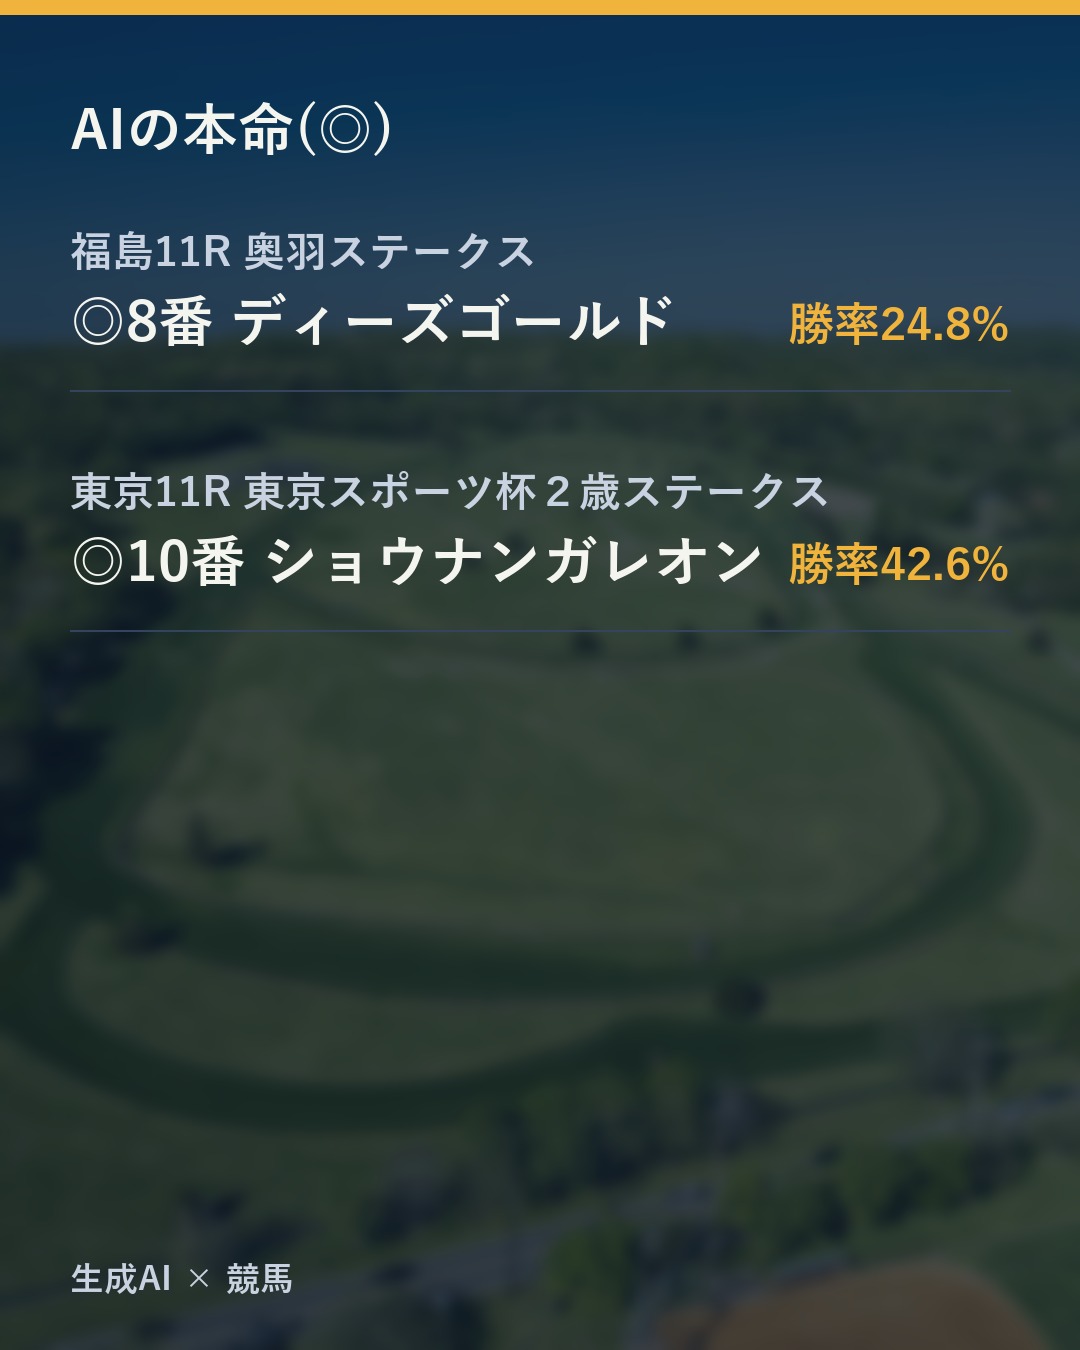 AIの本命(◎)
福島11R 奥羽ステークス
◎8番 ディーズゴールド 勝率24.8%
東京11R 東京スポーツ杯２歳ステークス
◎10番 ショウナンガレオン 勝率42.6%
生成AI × 競馬